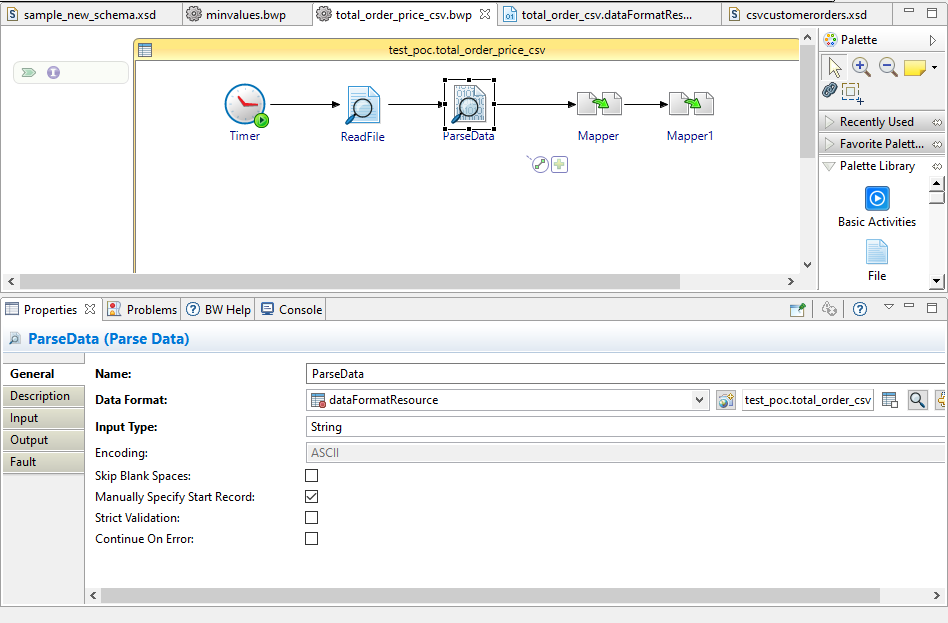 sample_new_schema.xsd
minvalues.bwp
total_order_price_csv.bwp
total_order_csv.dataFormatRes...
csvcustomerorders.xsd
test_poc.total_order_price_csv
Timer
ReadFile
ParseData
Mapper
Mapper1
Palette
Recently Used
Favorite Palett...
Palette Library
Basic Activities
File
Properties
Problems
BW Help
Console
ParseData (Parse Data)
General
Description
Input
Output
Fault
Name: ParseData
Data Format: dataFormatResource test_poc.total_order_csv
Input Type: String
Encoding: ASCII
Skip Blank Spaces:
Manually Specify Start Record:
Strict Validation:
Continue On Error: